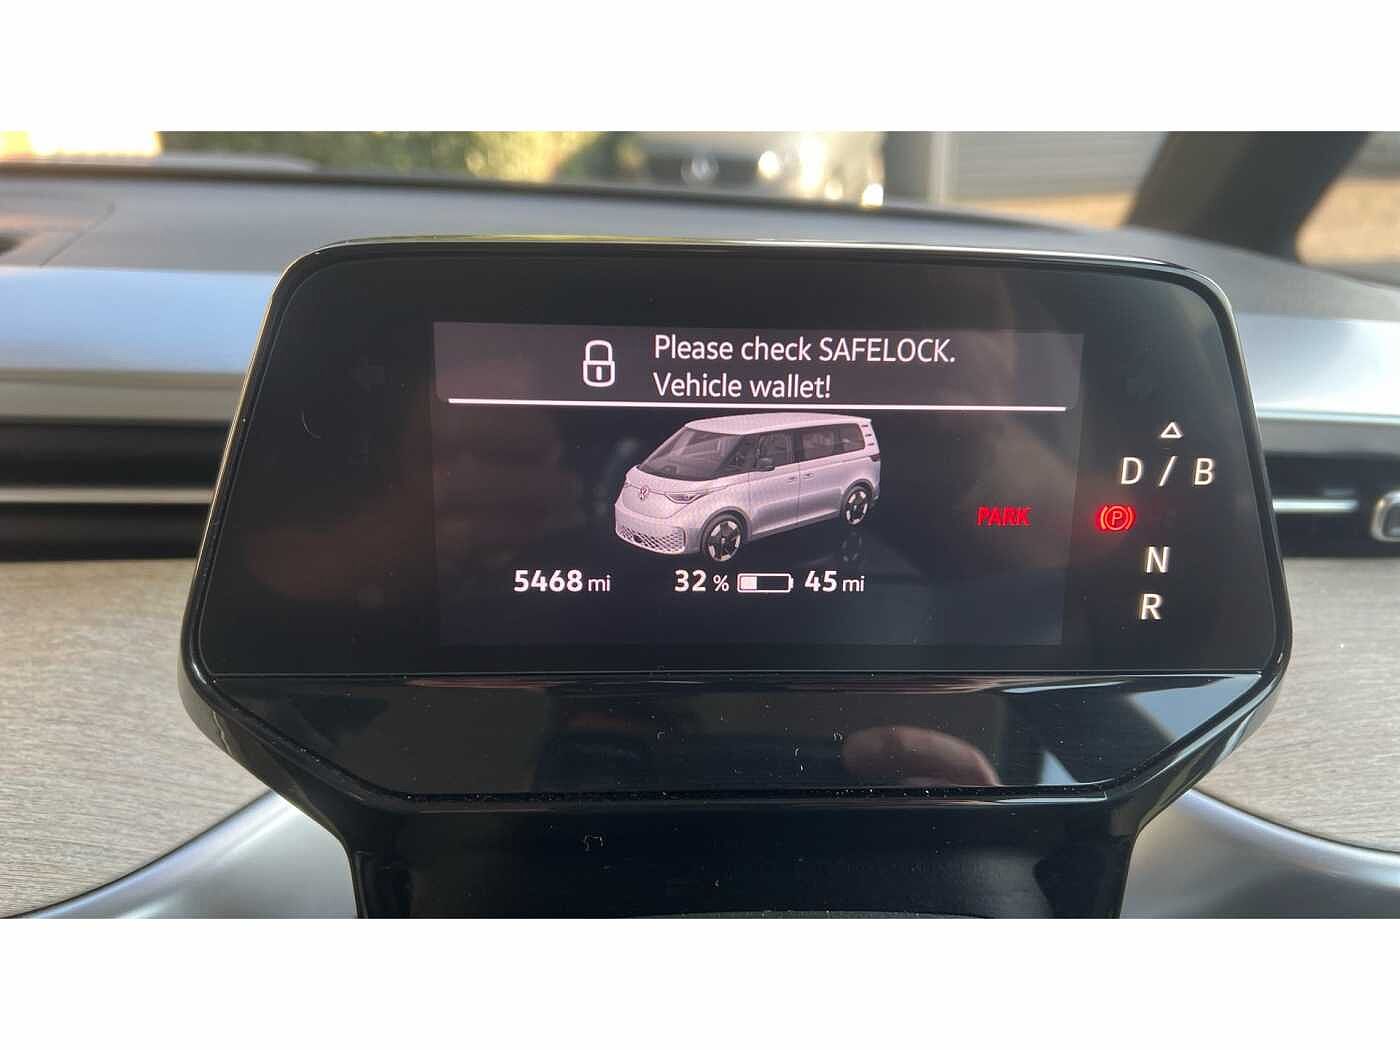 Please check SAFELOCK.
Vehicle wallet!
D / B
PARK P
N
5468 mi 32 % 45 mi
R